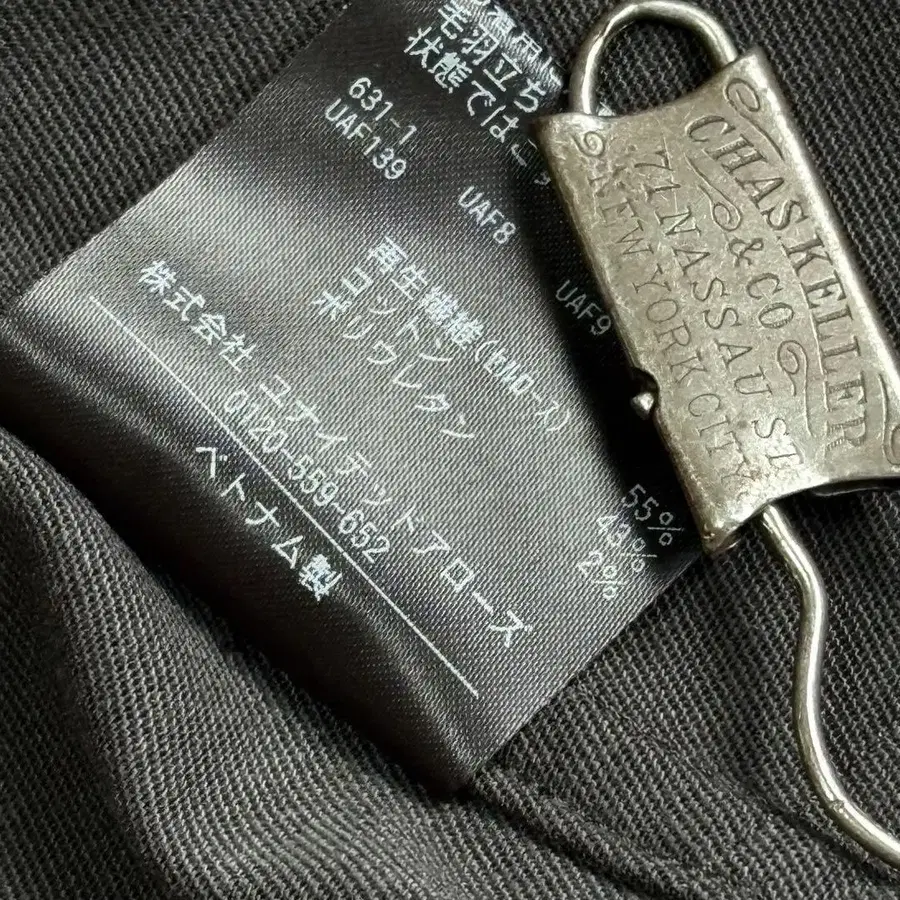 毛羽立ち
状態では
631-1
UAF139
UAF8
UAF9
再生繊維(UMD-1)
コットン
ポリウレタン
55%
43%
2%
株式会社 ユナイテッドアローズ
0120-559-652
ベトナム製
CHAS KELLER
& CO
71 NASSAU ST
NEW YORK CITY